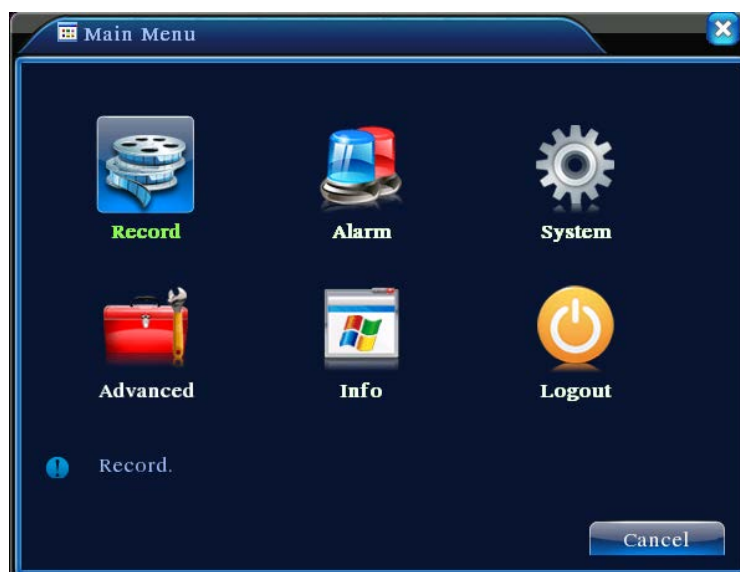 Main Menu
Record
Alarm
System
Advanced
Info
Logout
Record.
Cancel